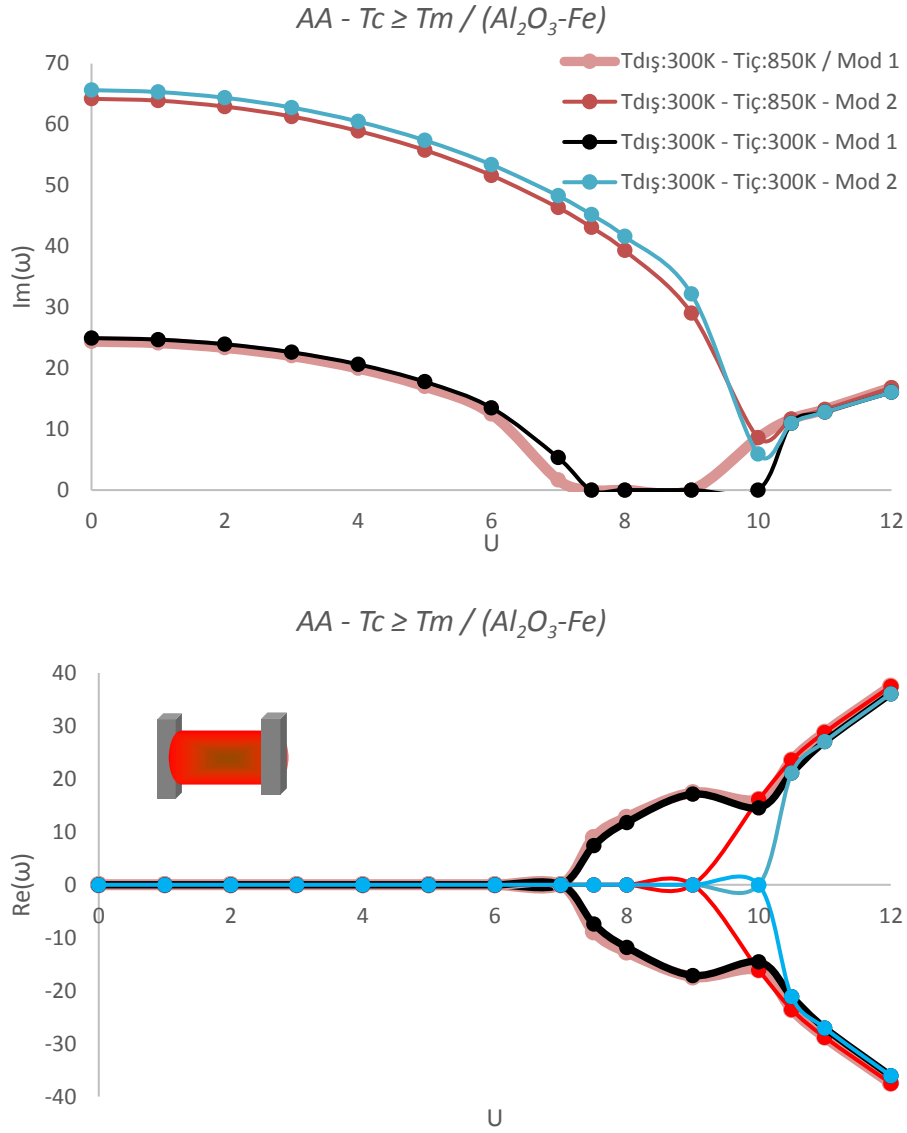 AA - Tc ≥ Tm / (Al₂O₃-Fe)
70
60
50
40
30
20
10
0
Im(ω)
Tdış:300K - Tiç:850K / Mod 1
Tdış:300K - Tiç:850K - Mod 2
Tdış:300K - Tiç:300K - Mod 1
Tdış:300K - Tiç:300K - Mod 2
0 2 4 6 8 10 12
U
AA - Tc ≥ Tm / (Al₂O₃-Fe)
40
30
20
10
0
-10
-20
-30
-40
Re(ω)
0 2 4 6 8 10 12
U